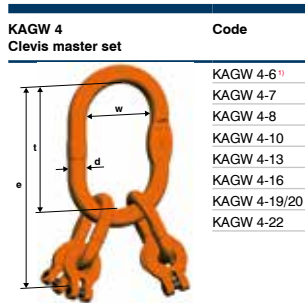 KAGW 4
Clevis master set
Code
KAGW 4-6 ¹⁾
KAGW 4-7
KAGW 4-8
KAGW 4-10
KAGW 4-13
KAGW 4-16
KAGW 4-19/20
KAGW 4-22
w
t
d
e